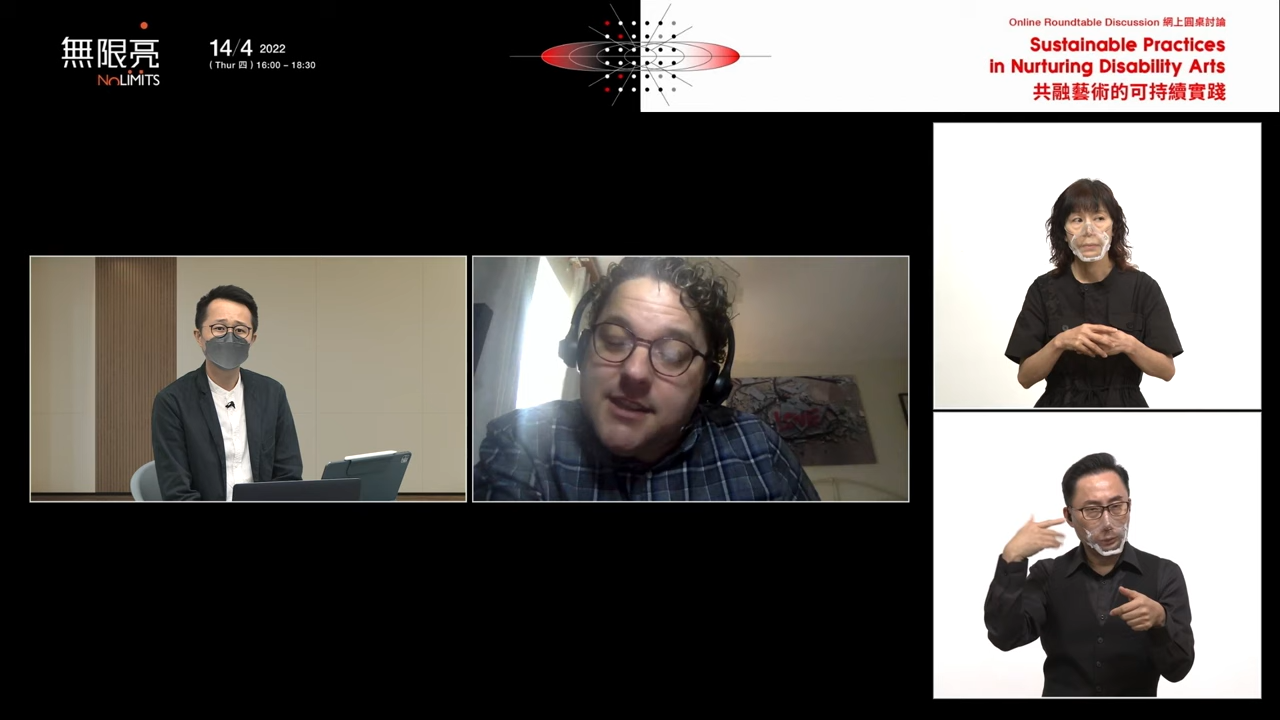 無限亮
NoLIMITS
14/4 2022
( Thur 四 ) 16:00 – 18:30
Online Roundtable Discussion 網上圓桌討論
Sustainable Practices
in Nurturing Disability Arts
共融藝術的可持續實踐
LOVE